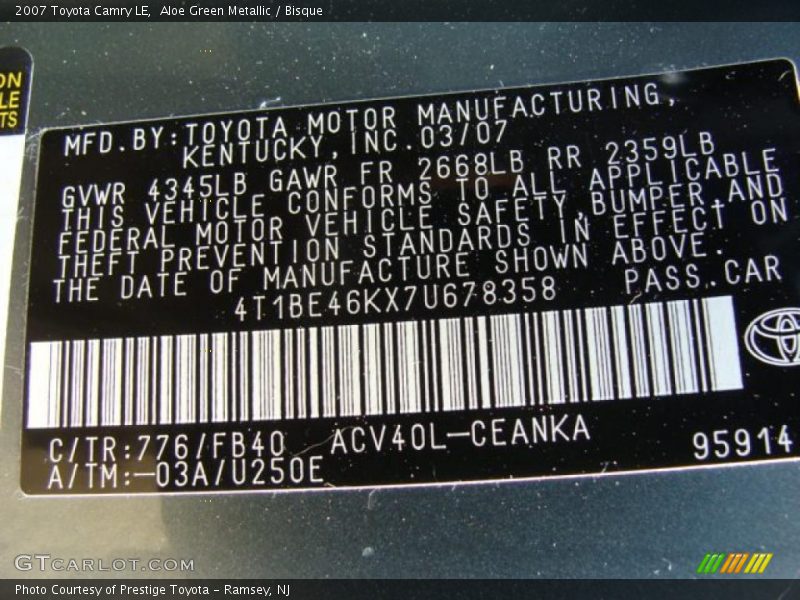 2007 Toyota Camry LE,  Aloe Green Metallic / Bisque
ON
LE
TS
MFD.BY:TOYOTA MOTOR MANUFACTURING,
KENTUCKY,INC.03/07
GVWR 4345LB GAWR FR 2668LB RR 2359LB
THIS VEHICLE CONFORMS TO ALL APPLICABLE
FEDERAL MOTOR VEHICLE SAFETY,BUMPER,AND
THEFT PREVENTION STANDARDS IN EFFECT ON
THE DATE OF MANUFACTURE SHOWN ABOVE.
4T1BE46KX7U678358 PASS.CAR
C/TR:776/FB40 ACV40L-CEANKA
A/TM:-03A/U250E 95914
GTCARLOT.COM
Photo Courtesy of Prestige Toyota - Ramsey, NJ